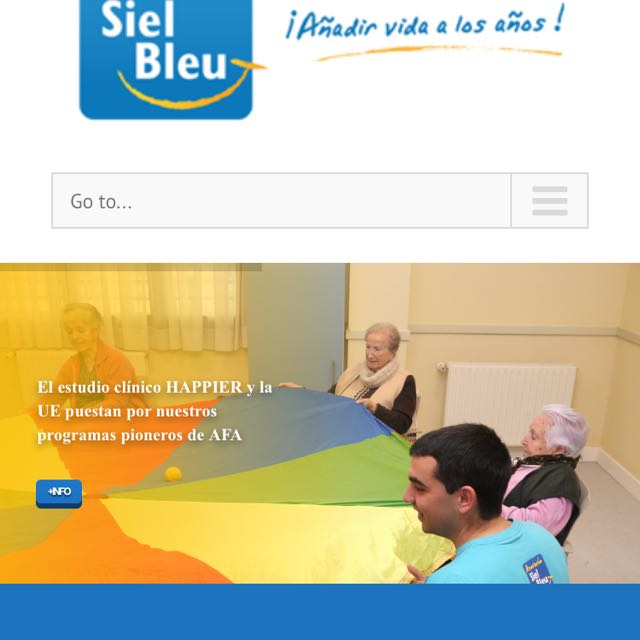 Siel
Bleu
¡Añadir vida a los años!
Go to...
El estudio clínico HAPPIER y la
UE puestan por nuestros
programas pioneros de AFA
+INFO
Siel
Bleu